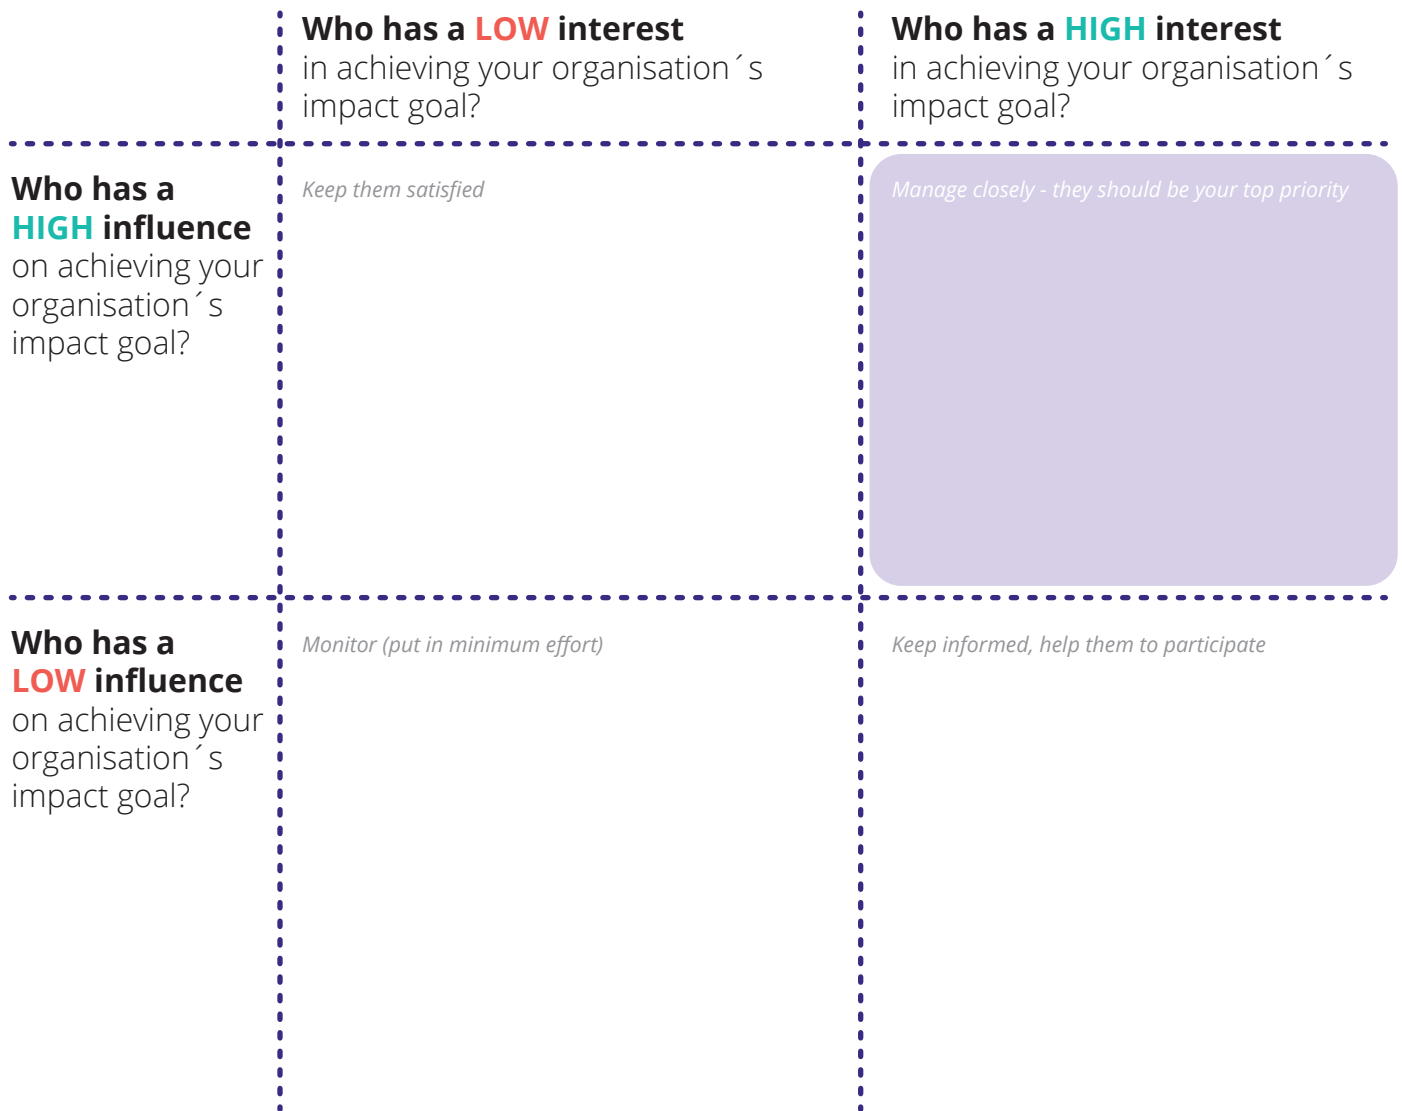 Who has a LOW interest
in achieving your organisation´s
impact goal?
Who has a HIGH interest
in achieving your organisation´s
impact goal?
Who has a
HIGH influence
on achieving your
organisation´s
impact goal?
Keep them satisfied
Manage closely - they should be your top priority
Who has a
LOW influence
on achieving your
organisation´s
impact goal?
Monitor (put in minimum effort)
Keep informed, help them to participate